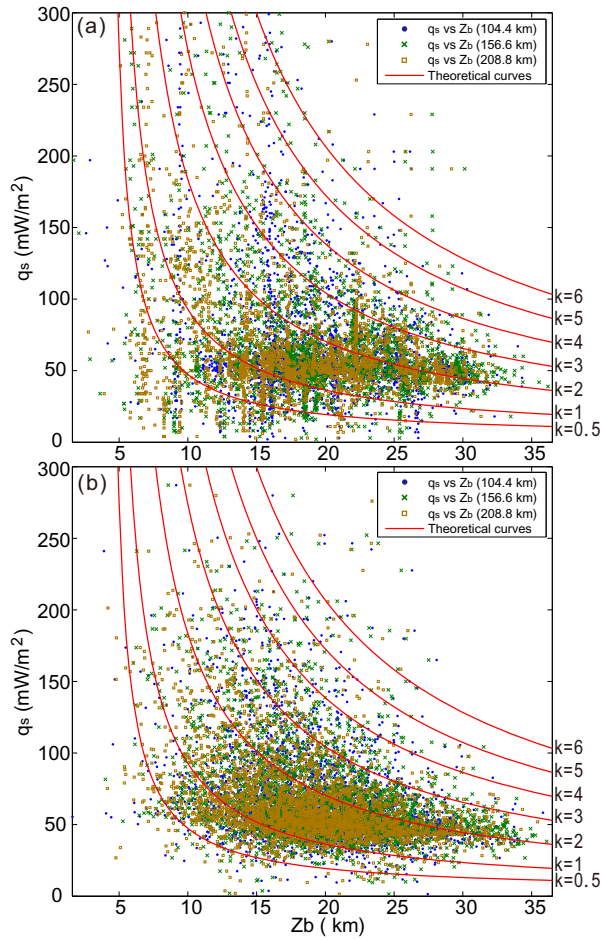 300
(a)
qs vs Zb (104.4 km)
qs vs Zb (156.6 km)
qs vs Zb (208.8 km)
Theoretical curves
250
200
150
100
50
0
qs (mW/m²)
k=6
k=5
k=4
k=3
k=2
k=1
k=0.5
5 10 15 20 25 30 35
300
(b)
qs vs Zb (104.4 km)
qs vs Zb (156.6 km)
qs vs Zb (208.8 km)
Theoretical curves
250
200
150
100
50
0
qs (mW/m²)
k=6
k=5
k=4
k=3
k=2
k=1
k=0.5
5 10 15 20 25 30 35
Zb ( km)